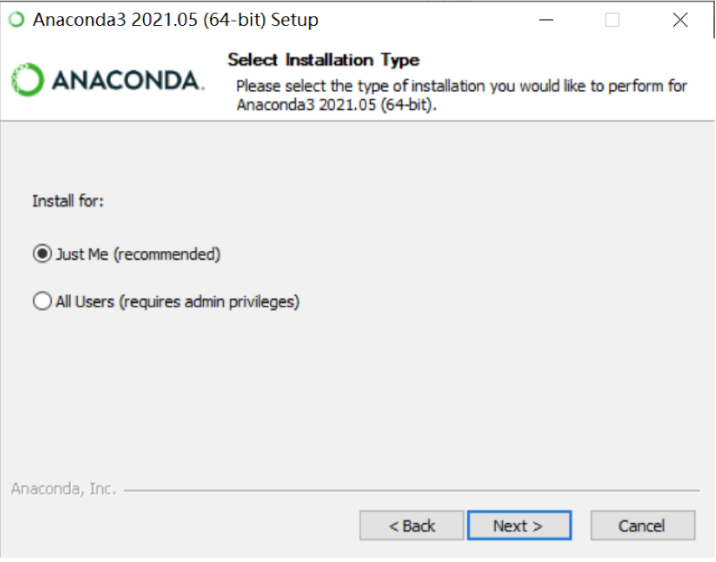 Anaconda3 2021.05 (64-bit) Setup
ANACONDA.
Select Installation Type
Please select the type of installation you would like to perform for
Anaconda3 2021.05 (64-bit).
Install for:
Just Me (recommended)
All Users (requires admin privileges)
Anaconda, Inc.
< Back
Next >
Cancel